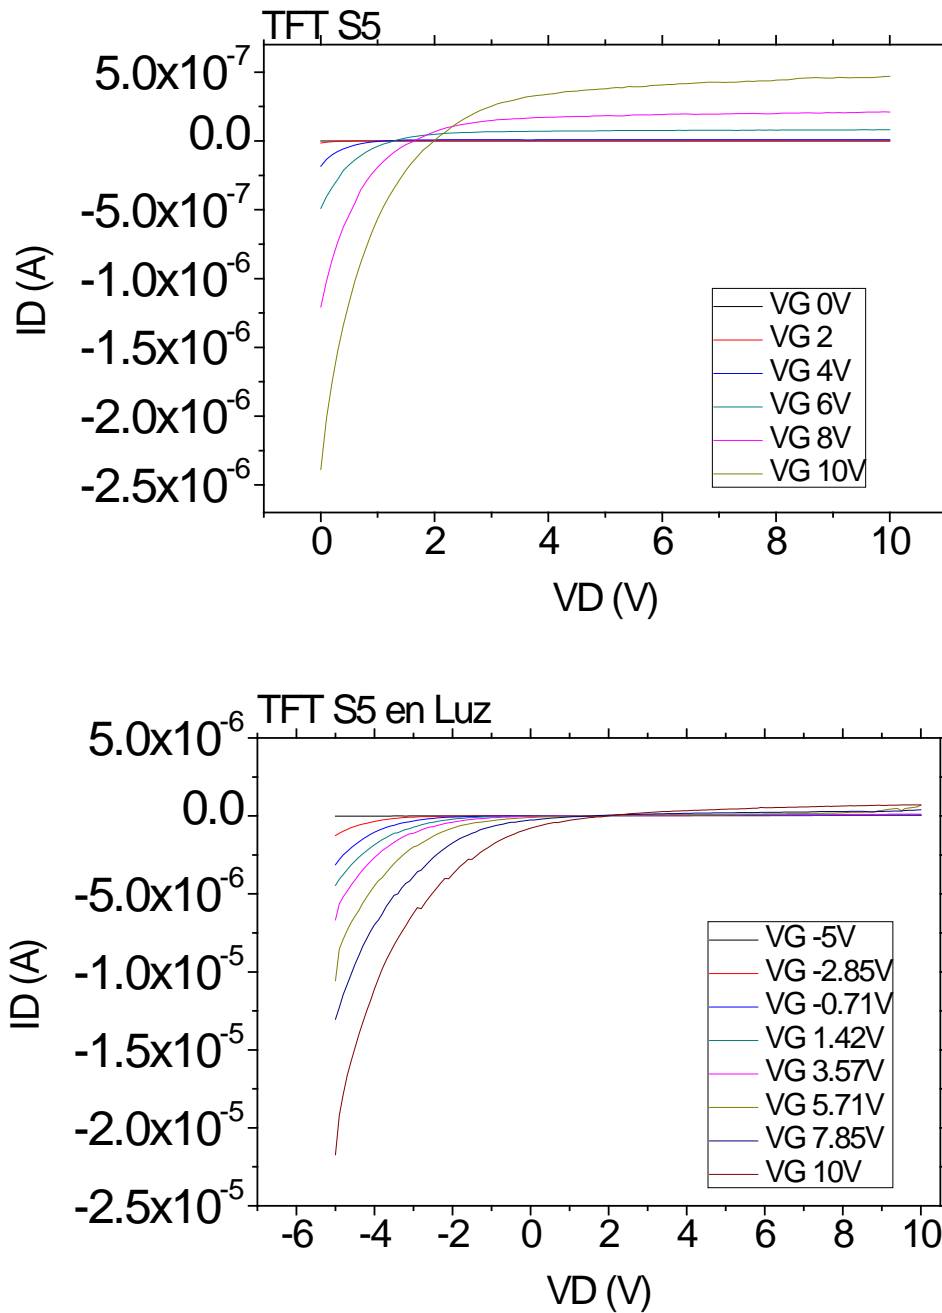 TFT S5
5.0x10⁻⁷
0.0
-5.0x10⁻⁷
-1.0x10⁻⁶
-1.5x10⁻⁶
-2.0x10⁻⁶
-2.5x10⁻⁶
ID (A)
VG 0V
VG 2
VG 4V
VG 6V
VG 8V
VG 10V
0 2 4 6 8 10
VD (V)
TFT S5 en Luz
5.0x10⁻⁶
0.0
-5.0x10⁻⁶
-1.0x10⁻⁵
-1.5x10⁻⁵
-2.0x10⁻⁵
-2.5x10⁻⁵
ID (A)
VG -5V
VG -2.85V
VG -0.71V
VG 1.42V
VG 3.57V
VG 5.71V
VG 7.85V
VG 10V
-6 -4 -2 0 2 4 6 8 10
VD (V)